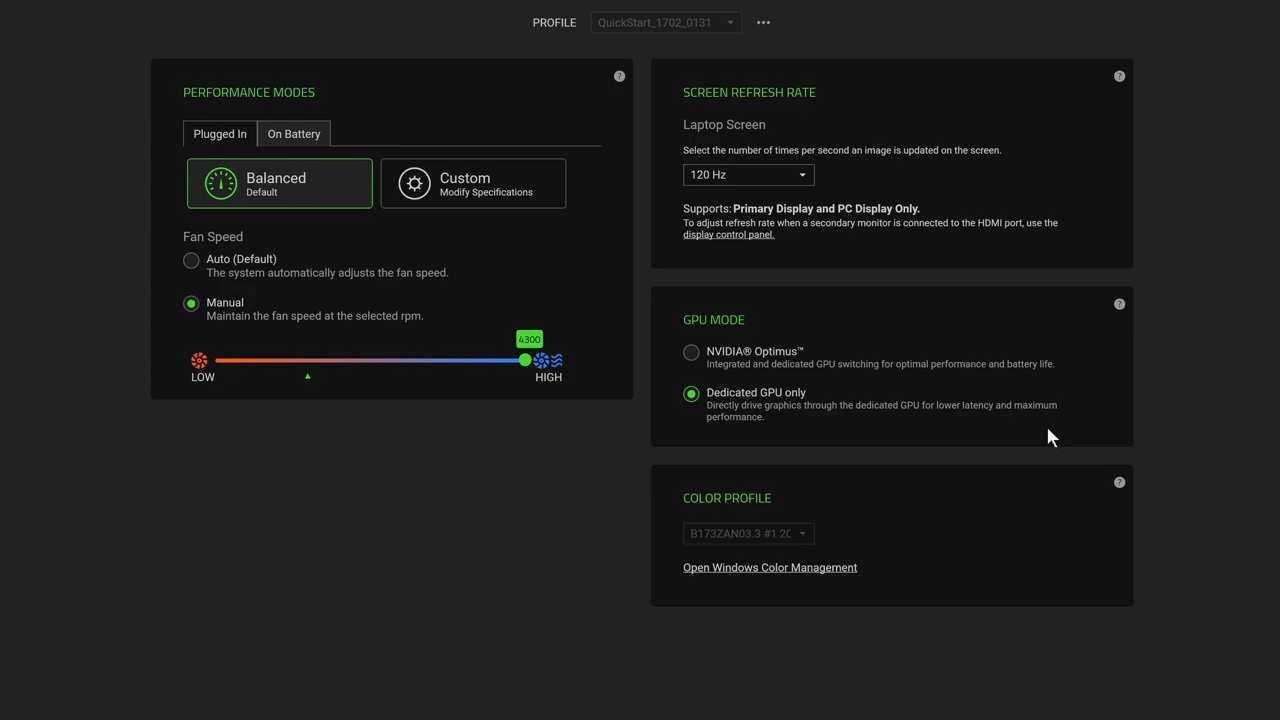 PROFILE
QuickStart_1702_0131
PERFORMANCE MODES
Plugged In
On Battery
Balanced
Default
Custom
Modify Specifications
Fan Speed
Auto (Default)
The system automatically adjusts the fan speed.
Manual
Maintain the fan speed at the selected rpm.
4300
LOW
HIGH
SCREEN REFRESH RATE
Laptop Screen
Select the number of times per second an image is updated on the screen.
120 Hz
Supports: Primary Display and PC Display Only.
To adjust refresh rate when a secondary monitor is connected to the HDMI port, use the
display control panel.
GPU MODE
NVIDIA® Optimus™
Integrated and dedicated GPU switching for optimal performance and battery life.
Dedicated GPU only
Directly drive graphics through the dedicated GPU for lower latency and maximum
performance.
COLOR PROFILE
B173ZAN03.3 #1 2(
Open Windows Color Management